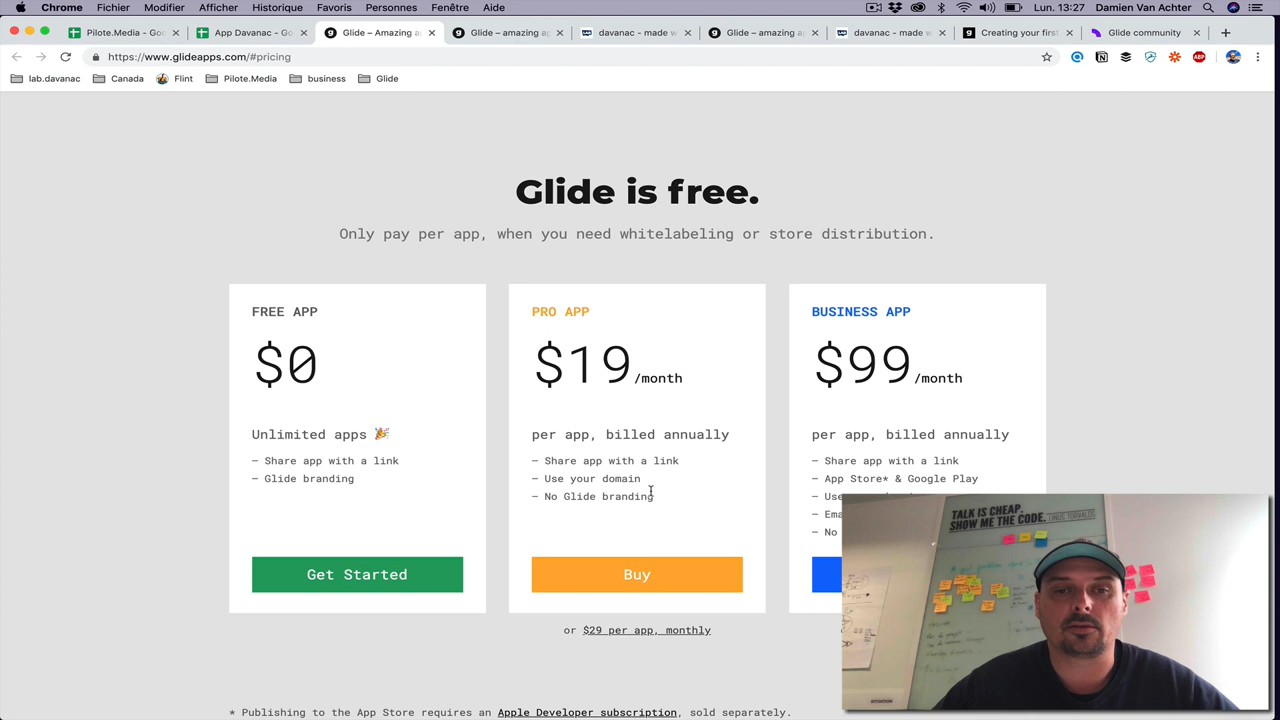 Chrome Fichier Modifier Afficher Historique Favoris Personnes Fenêtre Aide Lun. 13:27 Damien Van Achter
Pilote.Media - Goo App Davanac - Go Glide – Amazing a Glide – amazing ap davanac - made w Glide – amazing ap davanac - made w Creating your first Glide community
https://www.glideapps.com/#pricing
lab.davanac Canada Flint Pilote.Media business Glide
Glide is free.
Only pay per app, when you need whitelabeling or store distribution.
FREE APP
$0
Unlimited apps 🎉
– Share app with a link
– Glide branding
Get Started
PRO APP
$19/month
per app, billed annually
– Share app with a link
– Use your domain
– No Glide branding
Buy
or $29 per app, monthly
BUSINESS APP
$99/month
per app, billed annually
– Share app with a link
– App Store* & Google Play
– No
TALK IS CHEAP.
SHOW ME THE CODE. LINUS TORVALDS
* Publishing to the App Store requires an Apple Developer subscription, sold separately.